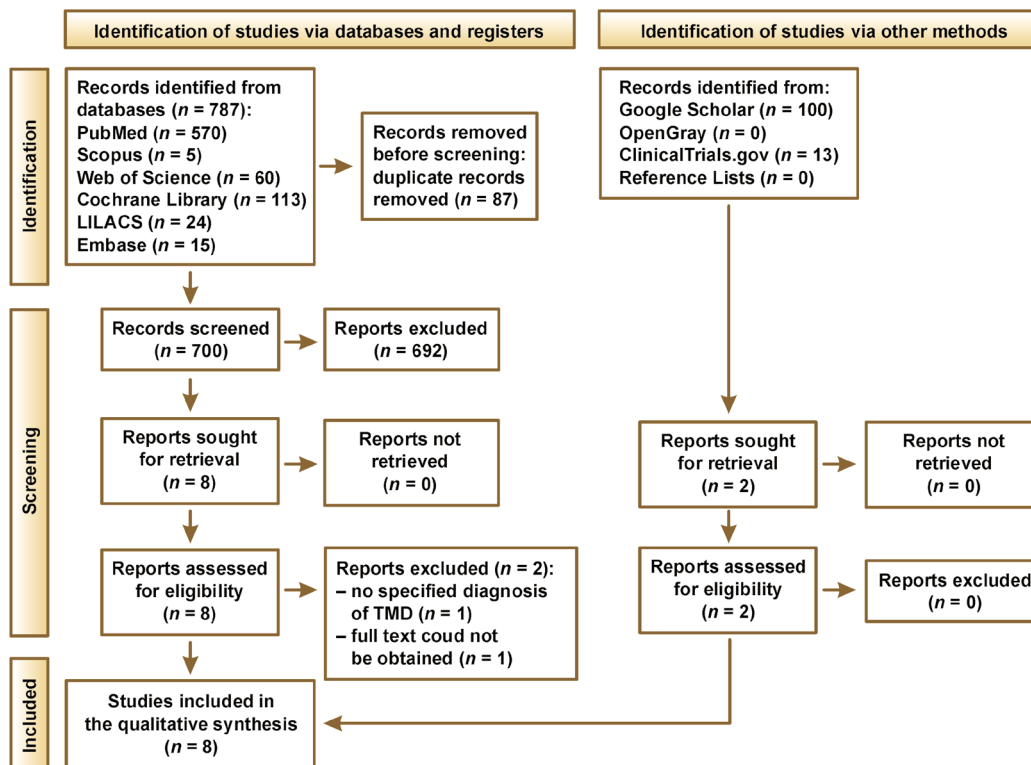 Identification of studies via databases and registers
Identification of studies via other methods
Identification
Records identified from
databases (n = 787):
PubMed (n = 570)
Scopus (n = 5)
Web of Science (n = 60)
Cochrane Library (n = 113)
LILACS (n = 24)
Embase (n = 15)
Records removed
before screening:
duplicate records
removed (n = 87)
Records identified from:
Google Scholar (n = 100)
OpenGray (n = 0)
ClinicalTrials.gov (n = 13)
Reference Lists (n = 0)
Screening
Records screened
(n = 700)
Reports excluded
(n = 692)
Reports sought
for retrieval
(n = 8)
Reports not
retrieved
(n = 0)
Reports sought
for retrieval
(n = 2)
Reports not
retrieved
(n = 0)
Reports assessed
for eligibility
(n = 8)
Reports excluded (n = 2):
– no specified diagnosis
of TMD (n = 1)
– full text coud not
be obtained (n = 1)
Reports assessed
for eligibility
(n = 2)
Reports excluded
(n = 0)
Included
Studies included in
the qualitative synthesis
(n = 8)